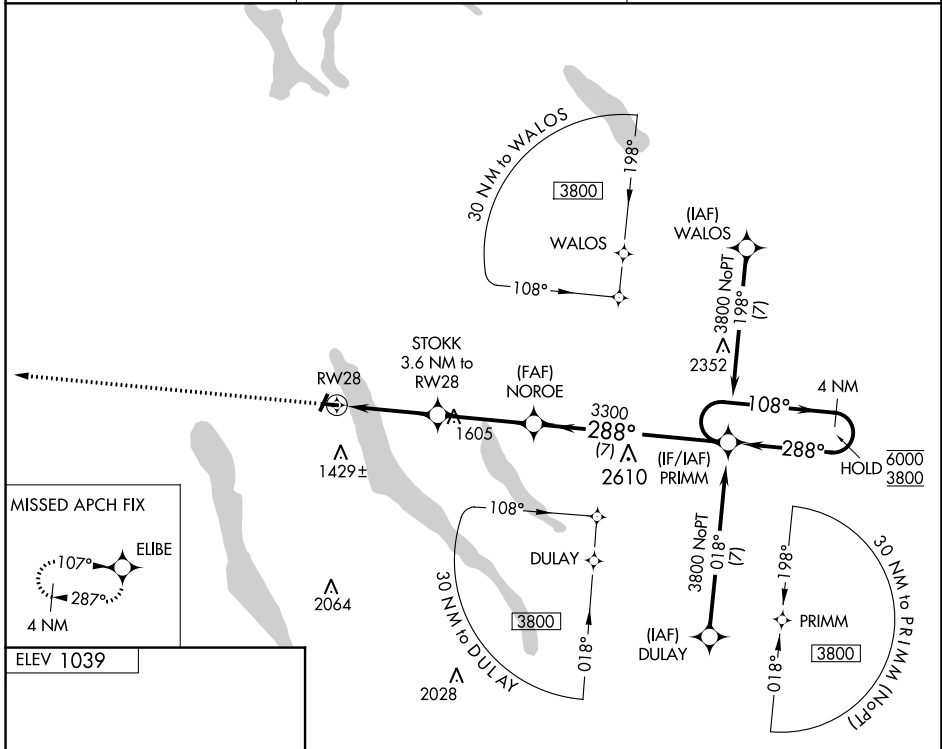 30 NM to WALOS
198°
3800
WALOS
108°
(IAF)
WALOS
3800 NoPT
198°
(7)
2352
STOKK
3.6 NM to
RW28
RW28
(FAF)
NOROE
1605
3300
288°
(7)
2610
(IF/IAF)
PRIMM
108°
4 NM
288°
HOLD
6000
3800
1429±
MISSED APCH FIX
ELIBE
107°
287°
4 NM
108°
DULAY
30 NM to DULAY
3800
018°
3800 NoPT
018°
(7)
(IAF)
DULAY
198°
PRIMM
3800
018°
30 NM to PRIMM (NoPT)
2064
2028
ELEV 1039